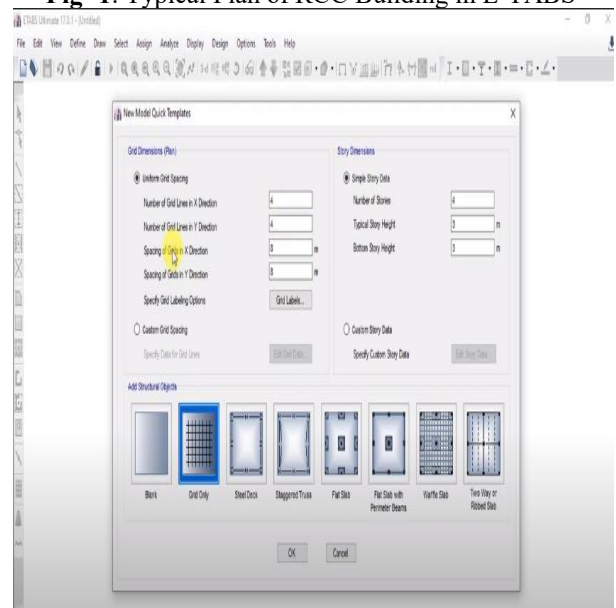 Fig-1: Typical Plan of RCC Building in E-TABS
ETABS Ultimate 17.0.1 - (Untitled)
File Edit View Define Draw Select Assign Analyze Display Design Options Tools Help
New Model Quick Templates X
Grid Dimensions (Plan)
Uniform Grid Spacing
Number of Grid Lines in X Direction 4
Number of Grid Lines in Y Direction 4
Spacing of Grids in X Direction 8 m
Spacing of Grids in Y Direction 8 m
Specify Grid Labeling Options Grid Labels...
Custom Grid Spacing
Specify Data for Grid Lines Edit Grid Data...
Story Dimensions
Simple Story Data
Number of Stories 4
Typical Story Height 3 m
Bottom Story Height 3 m
Custom Story Data
Specify Custom Story Data Edit Story Data...
Add Structural Objects
Blank
Grid Only
Steel Deck
Staggered Truss
Flat Slab
Flat Slab with
Perimeter Beams
Waffle Slab
Two Way or
Ribbed Slab
OK Cancel